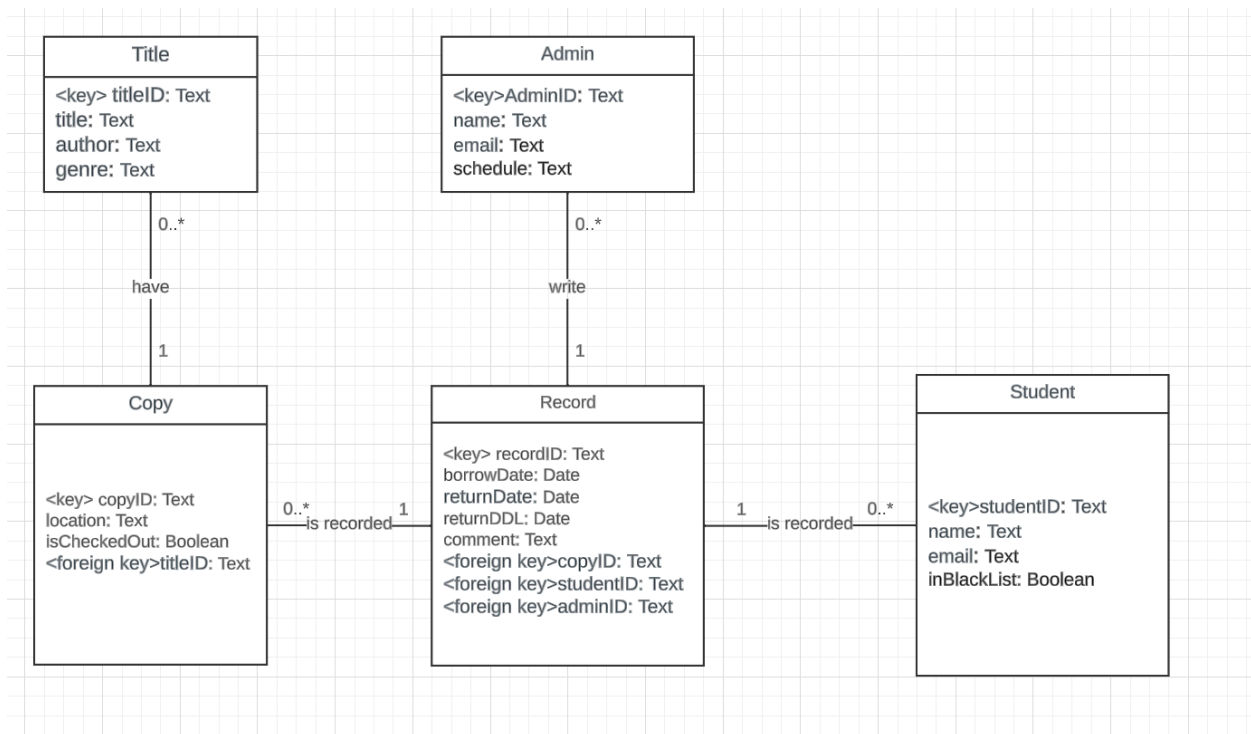 Title
<key> titleID: Text
title: Text
author: Text
genre: Text
Admin
<key>AdminID: Text
name: Text
email: Text
schedule: Text
0..*
have
1
0..*
write
1
Copy
<key> copyID: Text
location: Text
isCheckedOut: Boolean
<foreign key>titleID: Text
0..*
is recorded
1
Record
<key> recordID: Text
borrowDate: Date
returnDate: Date
returnDDL: Date
comment: Text
<foreign key>copyID: Text
<foreign key>studentID: Text
<foreign key>adminID: Text
1
is recorded
0..*
Student
<key>studentID: Text
name: Text
email: Text
inBlackList: Boolean